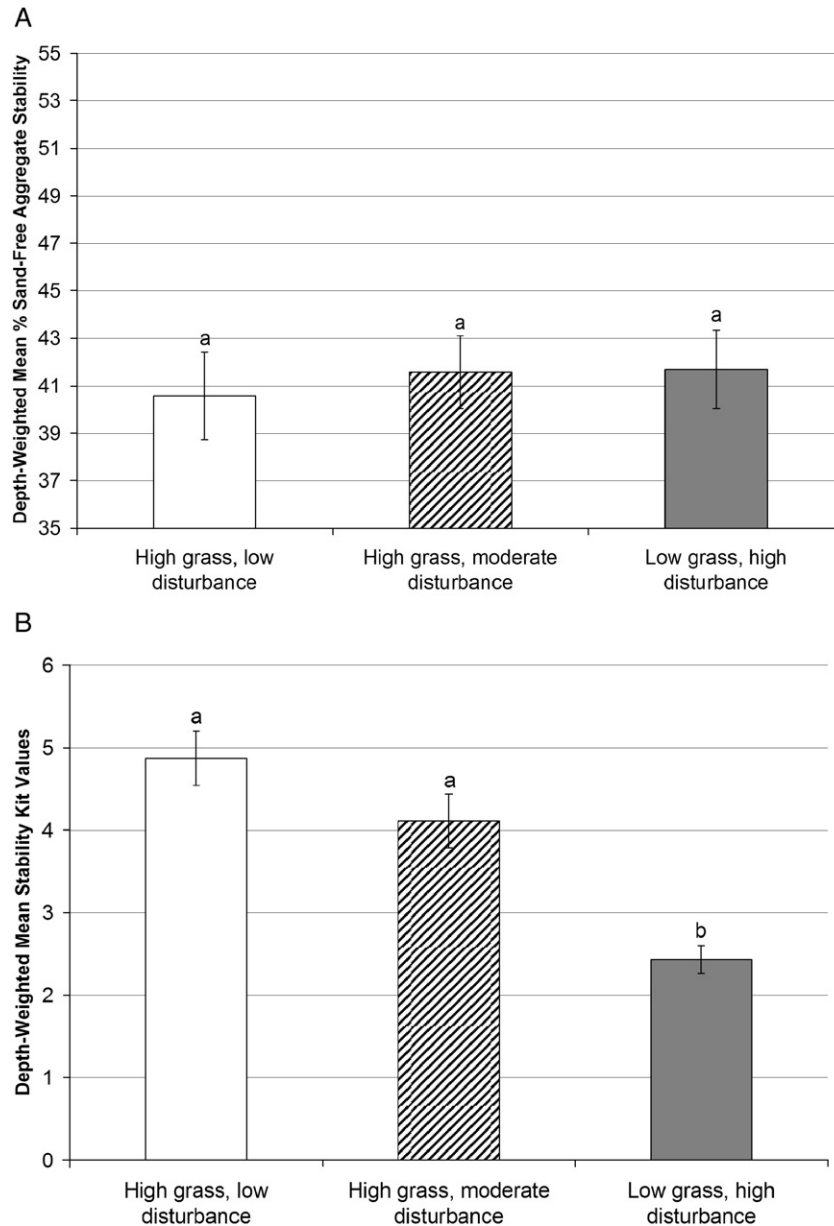 A
Depth-Weighted Mean % Sand-Free Aggregate Stability
55
53
51
49
47
45
43
41
39
37
35
a
a
a
High grass, low
disturbance
High grass, moderate
disturbance
Low grass, high
disturbance
B
Depth-Weighted Mean Stability Kit Values
6
5
4
3
2
1
0
a
a
b
High grass, low
disturbance
High grass, moderate
disturbance
Low grass, high
disturbance